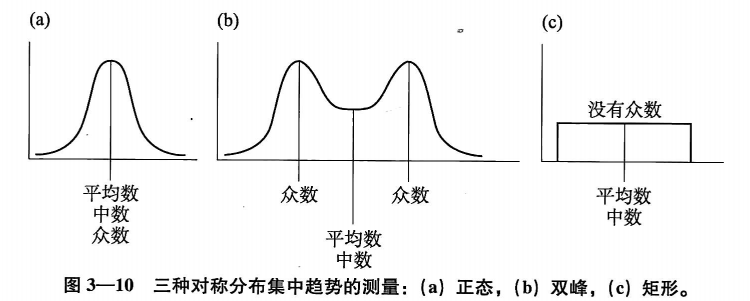 (a)
(b)
(c)
没有众数
平均数
中数
众数
众数
众数
平均数
中数
平均数
中数
图 3—10 三种对称分布集中趋势的测量：(a) 正态，(b) 双峰，(c) 矩形。